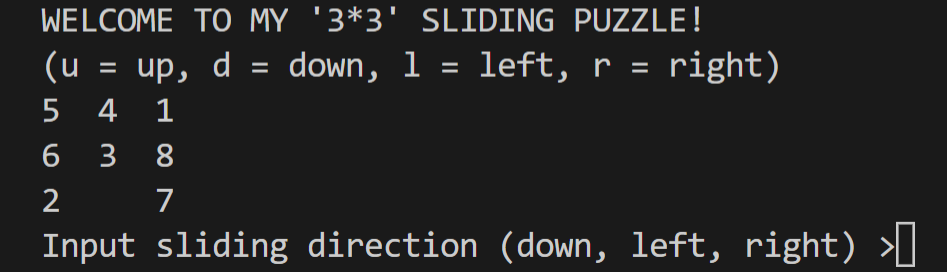 WELCOME TO MY '3*3' SLIDING PUZZLE!
(u = up, d = down, l = left, r = right)
5 4 1
6 3 8
2   7
Input sliding direction (down, left, right) >